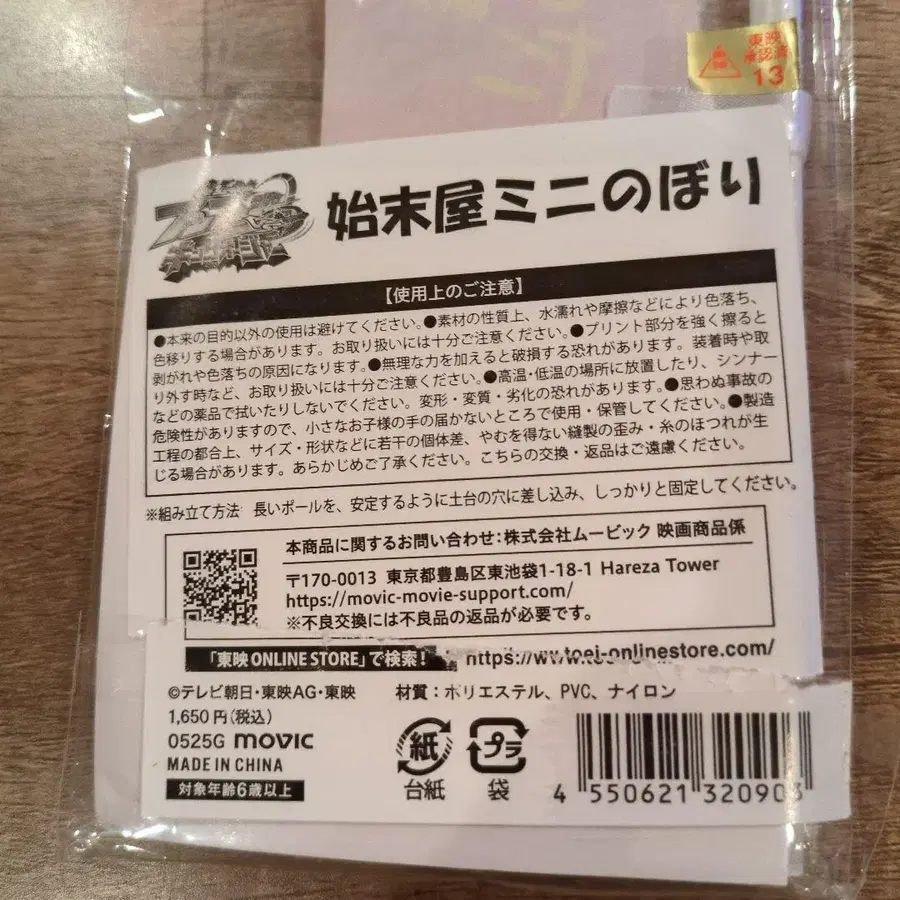 東映
承認済
13
始末屋ミニのぼり
【使用上のご注意】
●本来の目的以外の使用は避けてください。●素材の性質上、水濡れや摩擦などにより色落ち、
色移りする場合があります。お取り扱いには十分ご注意ください。●プリント部分を強く擦ると
剥がれや色落ちの原因になります。●無理な力を加えると破損する恐れがあります。装着時や取
り外す時など、お取り扱いには十分ご注意ください。●高温・低温の場所に放置したり、シンナー
などの薬品で拭いたりしないでください。変形・変質・劣化の恐れがあります。●思わぬ事故の
危険性がありますので、小さなお子様の手の届かないところで使用・保管してください。●製造
工程の都合上、サイズ・形状などに若干の個体差、やむを得ない縫製の歪み・糸のほつれが生
じる場合があります。あらかじめご了承ください。こちらの交換・返品はご遠慮ください。
※組み立て方法 長いポールを、安定するように土台の穴に差し込み、しっかりと固定してください。
本商品に関するお問い合わせ：株式会社ムービック 映画商品係
〒170-0013 東京都豊島区東池袋1-18-1 Hareza Tower
https://movic-movie-support.com/
※不良交換には不良品の返品が必要です。
「東映 ONLINE STORE」で検索！ https://www.toei-onlinestore.com/
©テレビ朝日・東映AG・東映
材質：ポリエステル、PVC、ナイロン
1,650円(税込)
0525G movic
MADE IN CHINA
対象年齢6歳以上
紙
台紙
プラ
袋
4 550621 320903